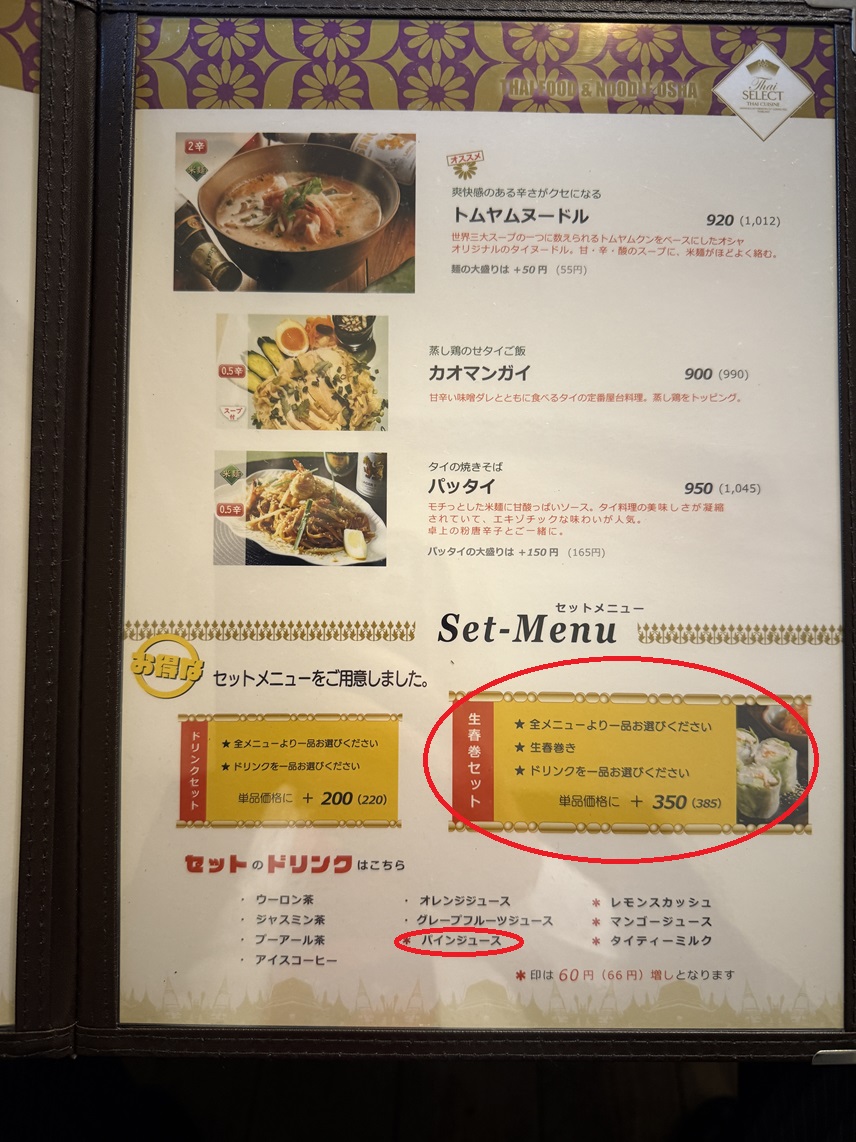 THAI FOOD & NOODLE OSHA
Thai
SELECT
THAI CUISINE
2辛
米麺
オススメ
爽快感のある辛さがクセになる
トムヤムヌードル 920 (1,012)
世界三大スープの一つに数えられるトムヤムクンをベースにしたオシャ
オリジナルのタイヌードル。甘・辛・酸のスープに、米麺がほどよく絡む。
麺の大盛りは +50 円 (55円)
0.5辛
スープ付
蒸し鶏のせタイご飯
カオマンガイ 900 (990)
甘辛い味噌ダレとともに食べるタイの定番屋台料理。蒸し鶏をトッピング。
米麺
0.5辛
タイの焼きそば
パッタイ 950 (1,045)
モチっとした米麺に甘酸っぱいソース。タイ料理の美味しさが凝縮
されていて、エキゾチックな味わいが人気。
卓上の粉唐辛子とご一緒に。
パッタイの大盛りは +150 円 (165円)
セットメニュー
Set-Menu
お得な
セットメニューをご用意しました。
ドリンクセット
★ 全メニューより一品お選びください
★ ドリンクを一品お選びください
単品価格に + 200 (220)
生春巻セット
★ 全メニューより一品お選びください
★ 生春巻き
★ ドリンクを一品お選びください
単品価格に + 350 (385)
セットのドリンクはこちら
・ ウーロン茶
・ ジャスミン茶
・ プーアール茶
・ アイスコーヒー
・ オレンジジュース
・ グレープフルーツジュース
* パインジュース
* レモンスカッシュ
* マンゴージュース
* タイティーミルク
*印は 60 円 (66 円) 増しとなります